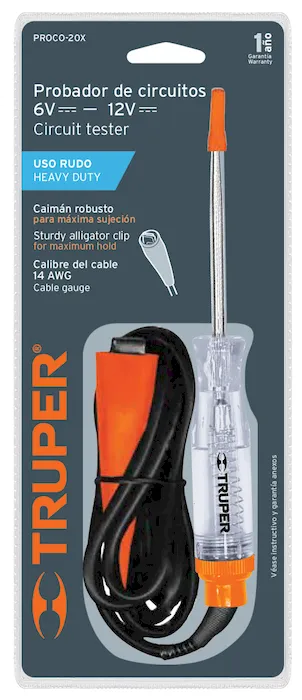 PROCO-20X
1 año
Garantía
Warranty
Probador de circuitos
6V — 12V
Circuit tester
USO RUDO
HEAVY DUTY
Caimán robusto
para máxima sujeción
Sturdy alligator clip
for maximum hold
Calibre del cable
14 AWG
Cable gauge
TRUPER®
TRUPER
Véase instructivo y garantía anexos